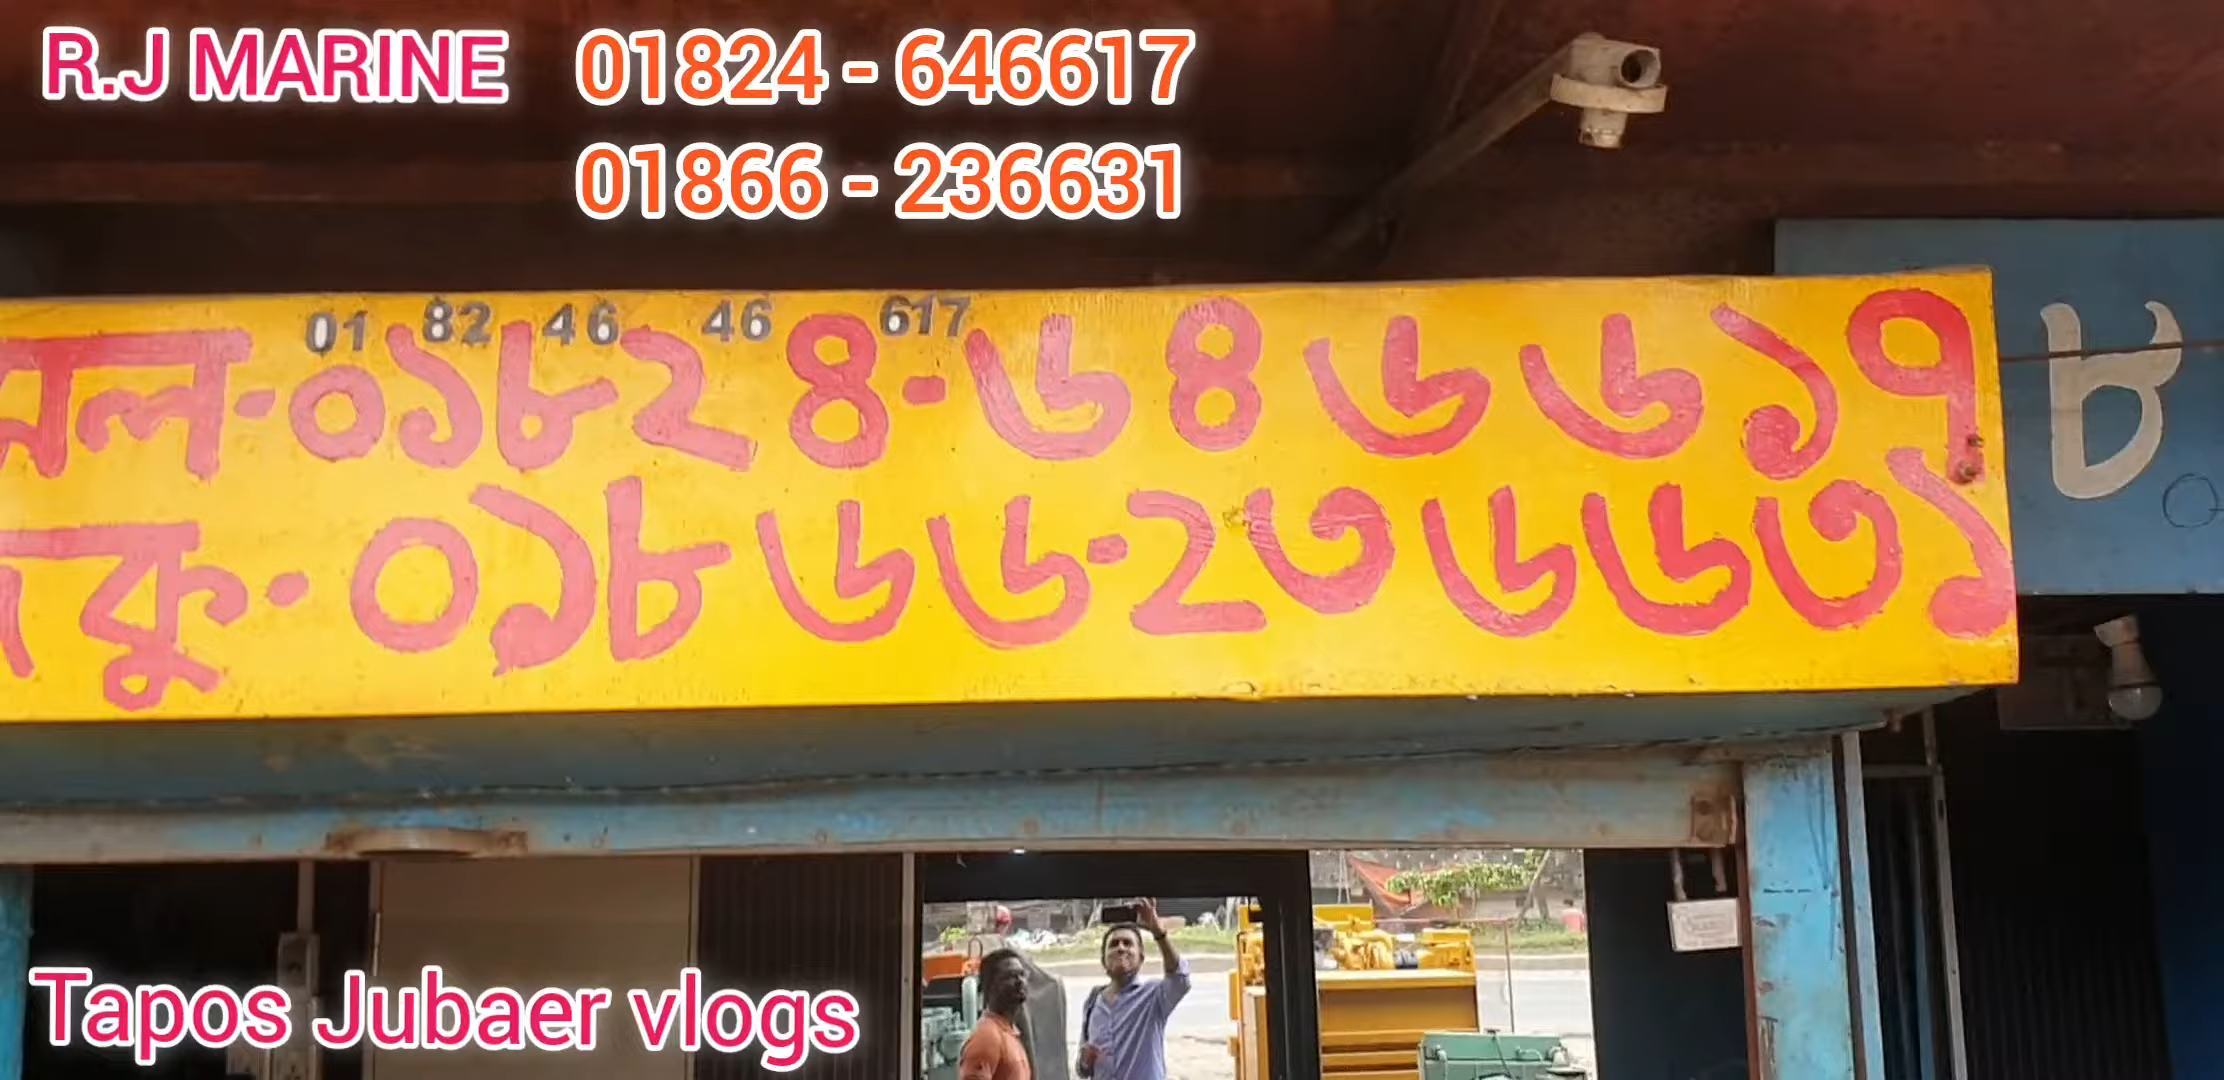 R.J MARINE 01824 - 646617
01866 - 236631
01 82 46 46 617
০১৮২৪-৬৪৬৬১৭
কু-০১৮৬৬-২৩৬৬৩১
৮
Tapos Jubaer vlogs